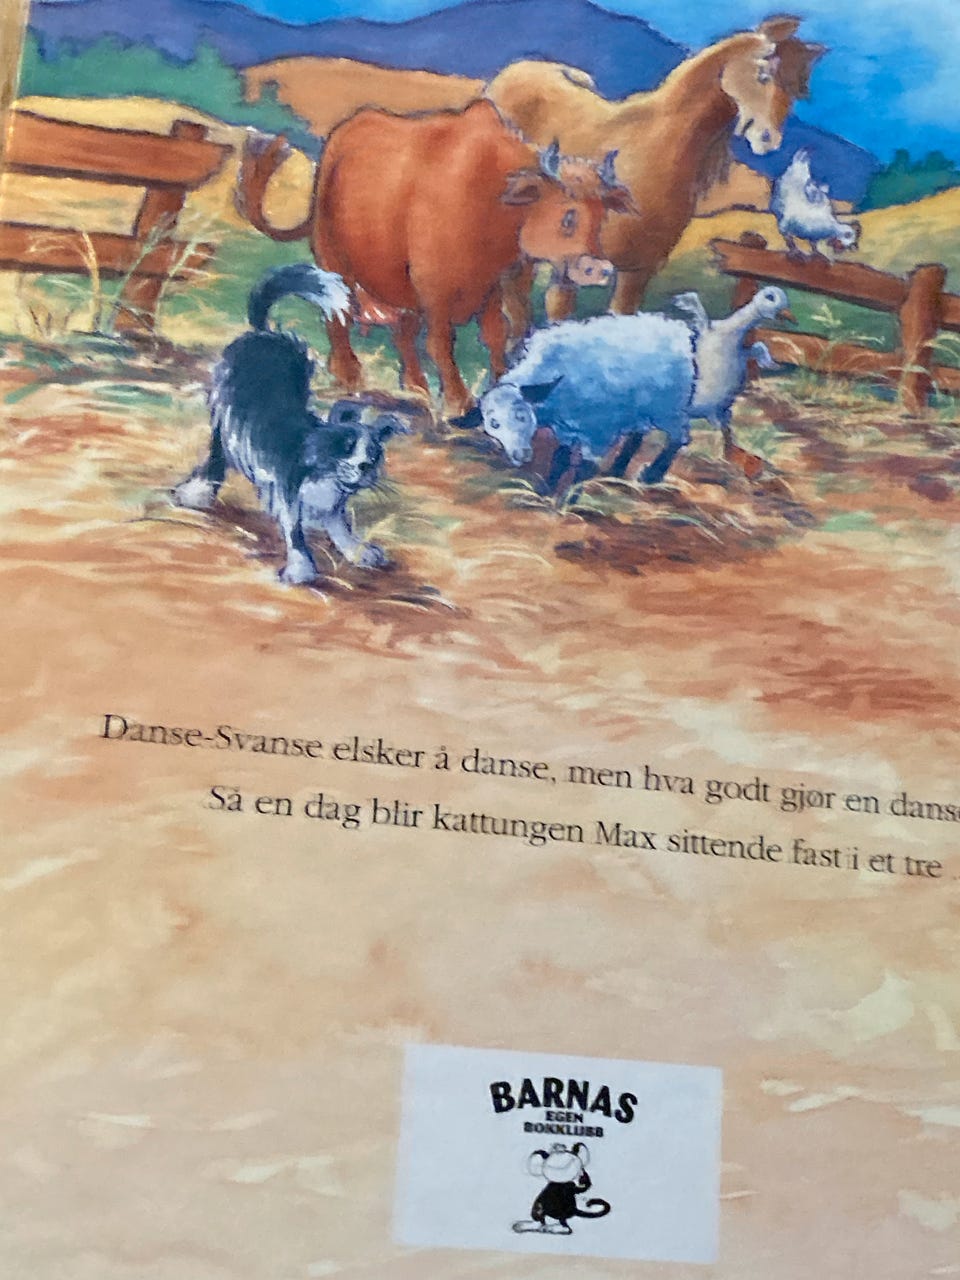 Danse-Svanse elsker å danse, men hva godt gjør en
Så en dag blir kattungen Max sittende fast i et tre
BARNAS
EGEN
BOKKLUBB